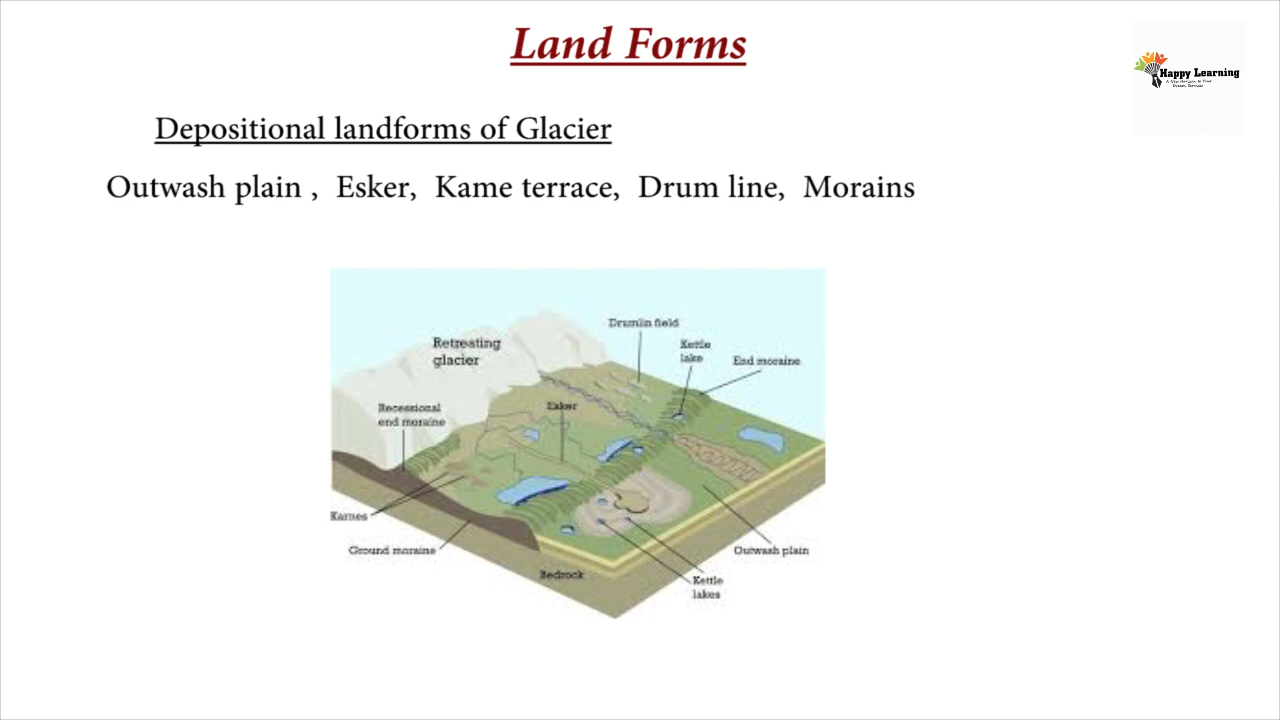 Land Forms
Happy Learning
Depositional landforms of Glacier
Outwash plain , Esker, Kame terrace, Drum line, Morains
Drumlin field
Retreating
glacier
Kettle
lake
End moraine
Recessional
end moraine
Esker
Kames
Ground moraine
Outwash plain
Bedrock
Kettle
lakes